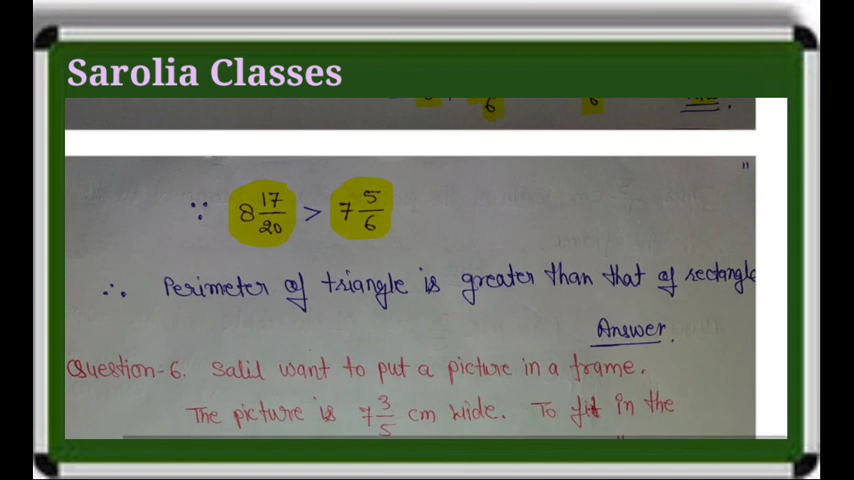 Sarolia Classes
6
6
∵ 8 17/20 > 7 5/6
∴ Perimeter of triangle is greater than that of rectangle
Answer.
Question-6. Salil want to put a picture in a frame.
The picture is 7 3/5 cm wide. To fit in the